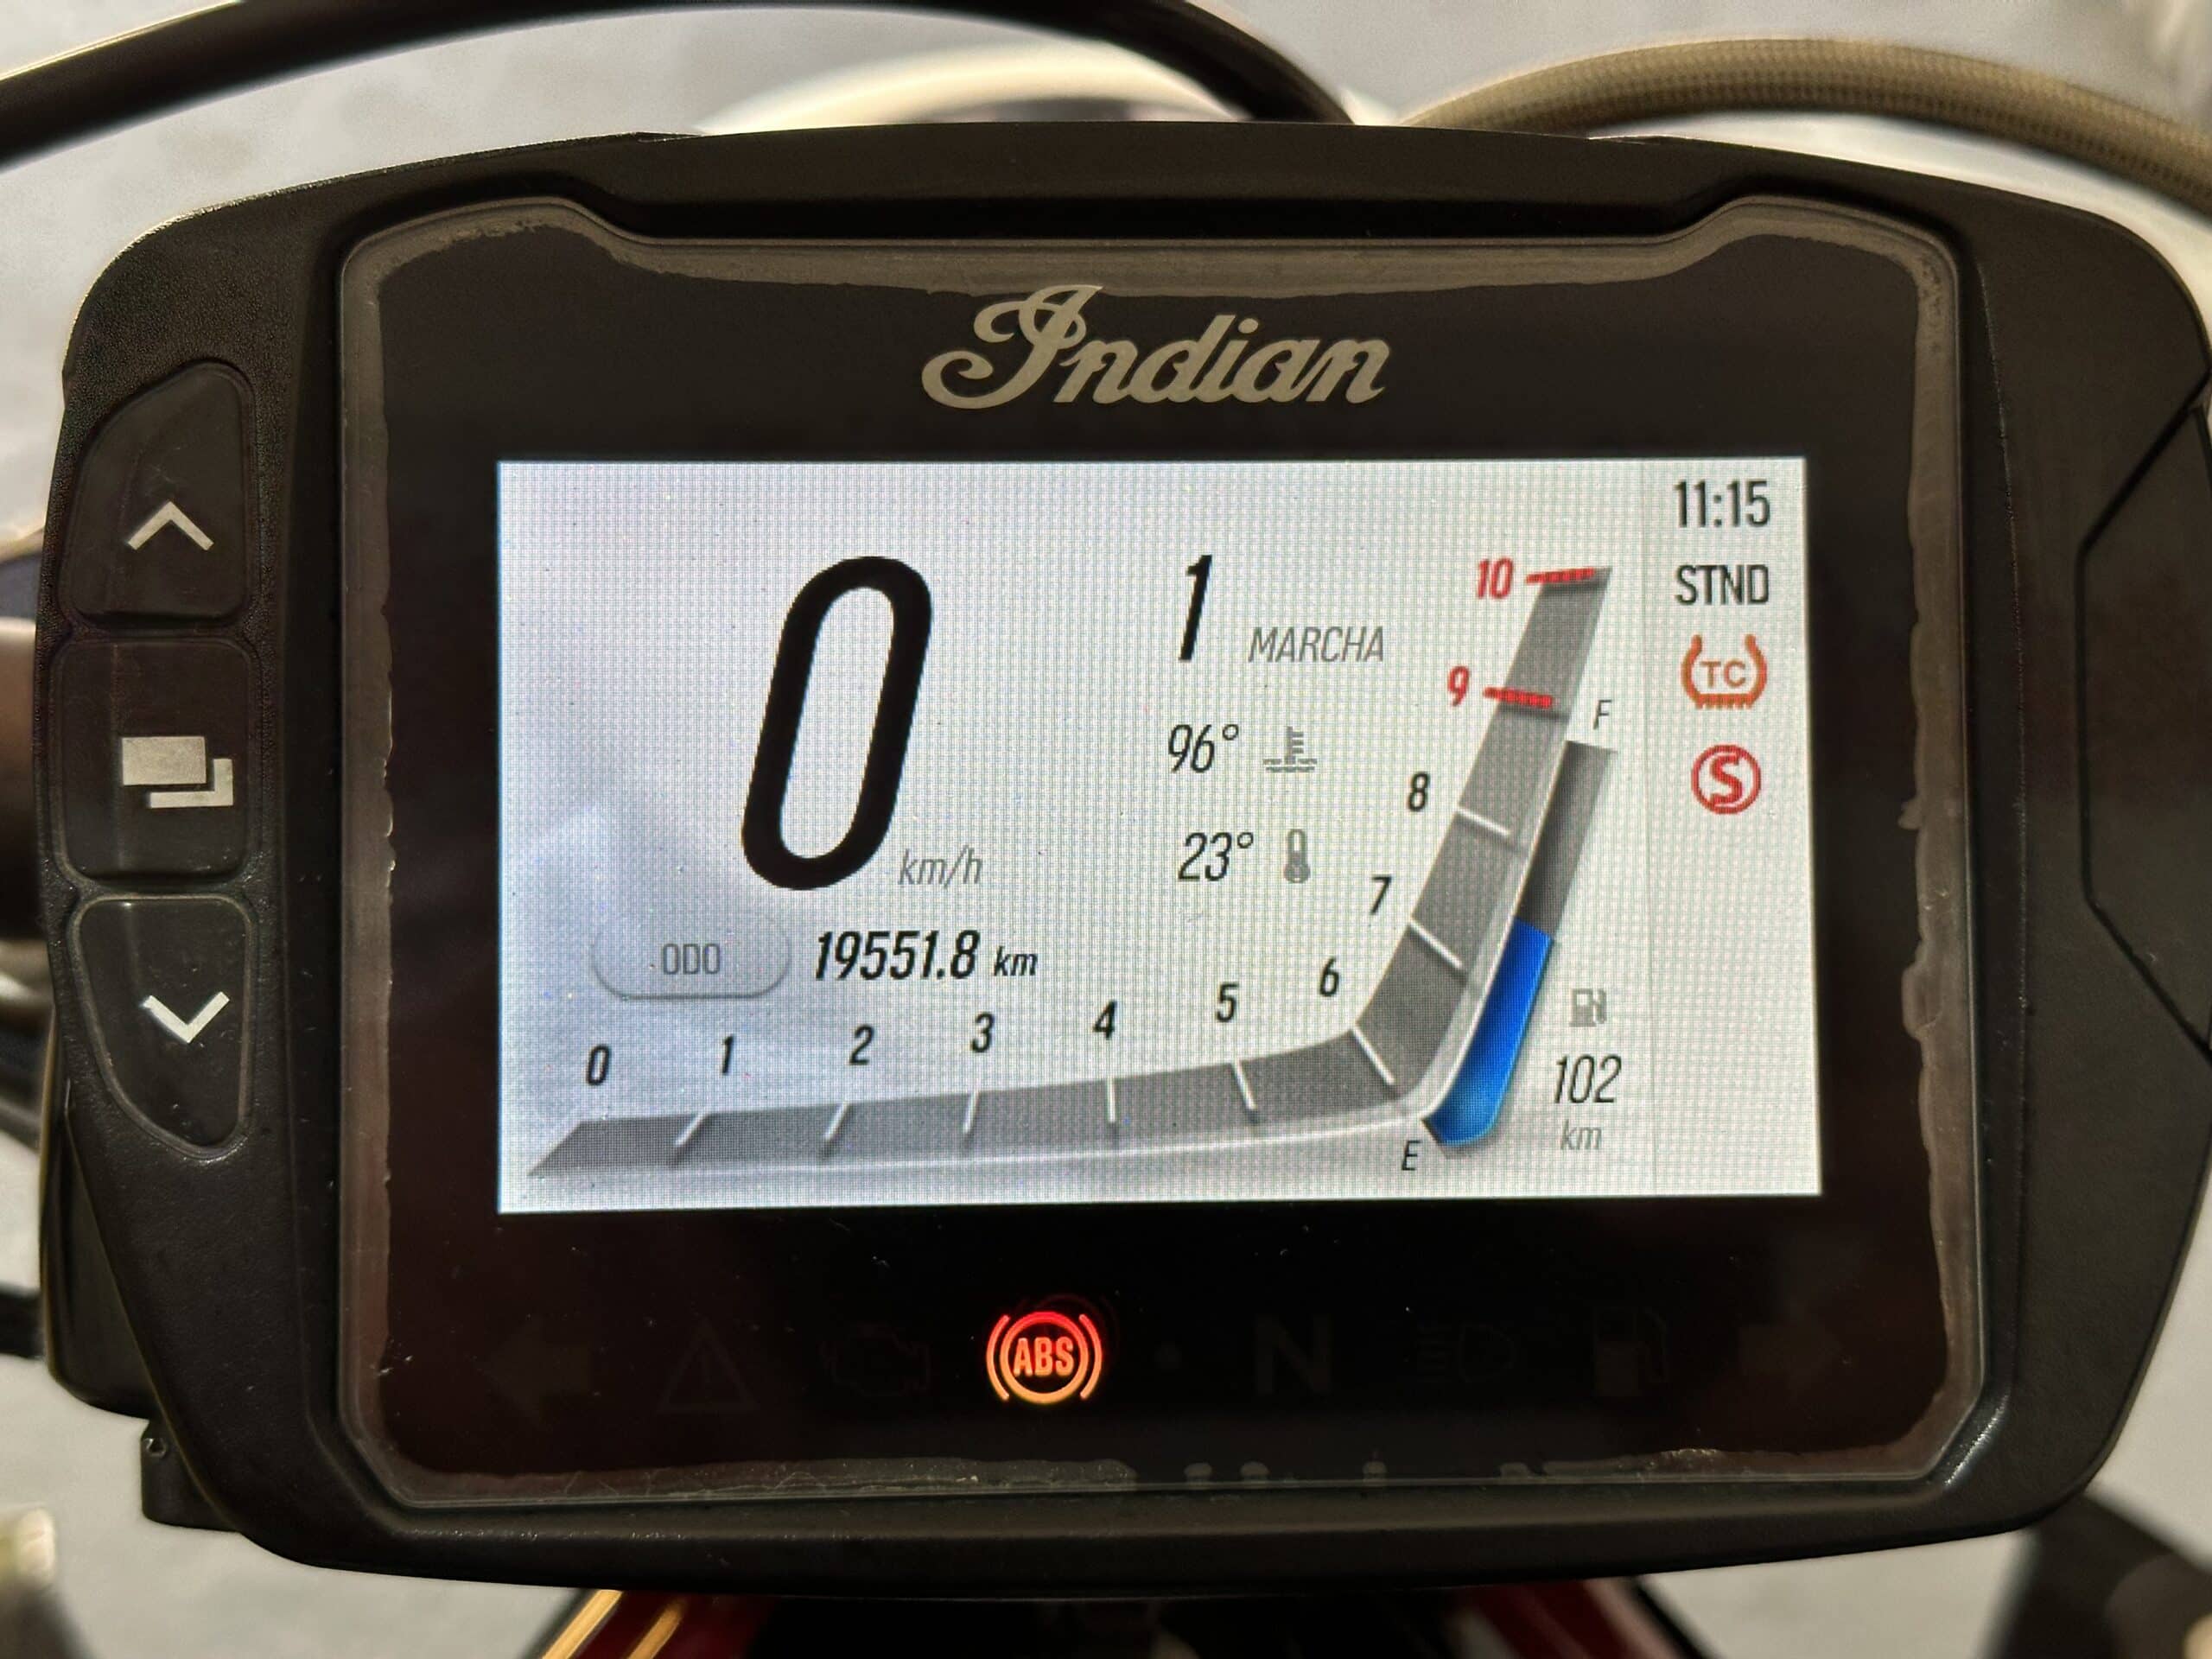 Indian
11:15
STND
TC
S
0 km/h
1 MARCHA
96°
23°
ODO 19551.8 km
0 1 2 3 4 5 6 7 8 9 10
F
E
102
km
ABS
N